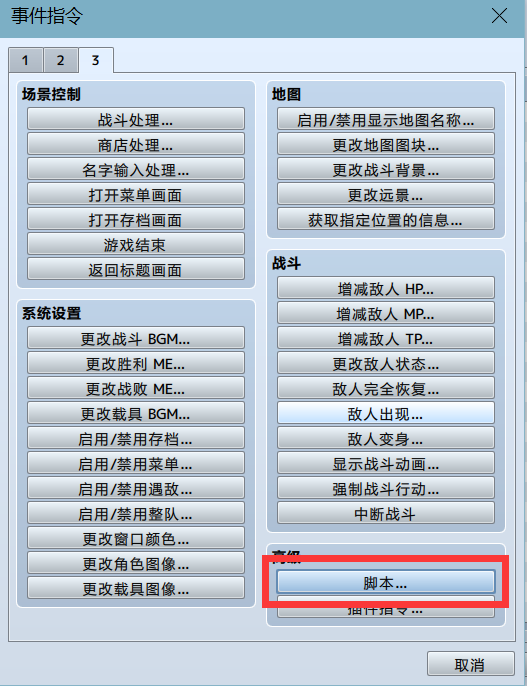 事件指令
1
2
3
场景控制
战斗处理...
商店处理...
名字输入处理...
打开菜单画面
打开存档画面
游戏结束
返回标题画面
系统设置
更改战斗 BGM...
更改胜利 ME...
更改战败 ME...
更改载具 BGM...
启用/禁用存档...
启用/禁用菜单...
启用/禁用遇敌...
启用/禁用整队...
更改窗口颜色...
更改角色图像...
更改载具图像...
地图
启用/禁用显示地图名称...
更改地图图块...
更改战斗背景...
更改远景...
获取指定位置的信息...
战斗
增减敌人 HP...
增减敌人 MP...
增减敌人 TP...
更改敌人状态...
敌人完全恢复...
敌人出现...
敌人变身...
显示战斗动画...
强制战斗行动...
中断战斗
高级
脚本...
插件指令...
取消